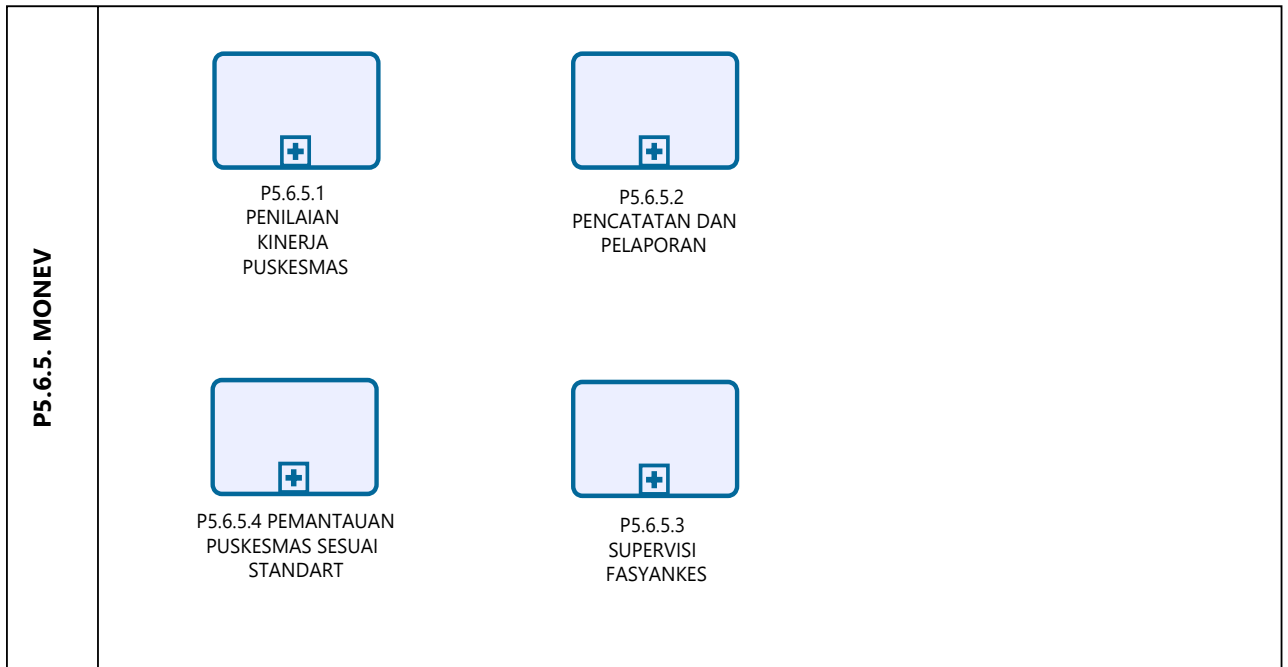 P5.6.5. MONEV
P5.6.5.1
PENILAIAN
KINERJA
PUSKESMAS
P5.6.5.2
PENCATATAN DAN
PELAPORAN
P5.6.5.4 PEMANTAUAN
PUSKESMAS SESUAI
STANDART
P5.6.5.3
SUPERVISI
FASYANKES